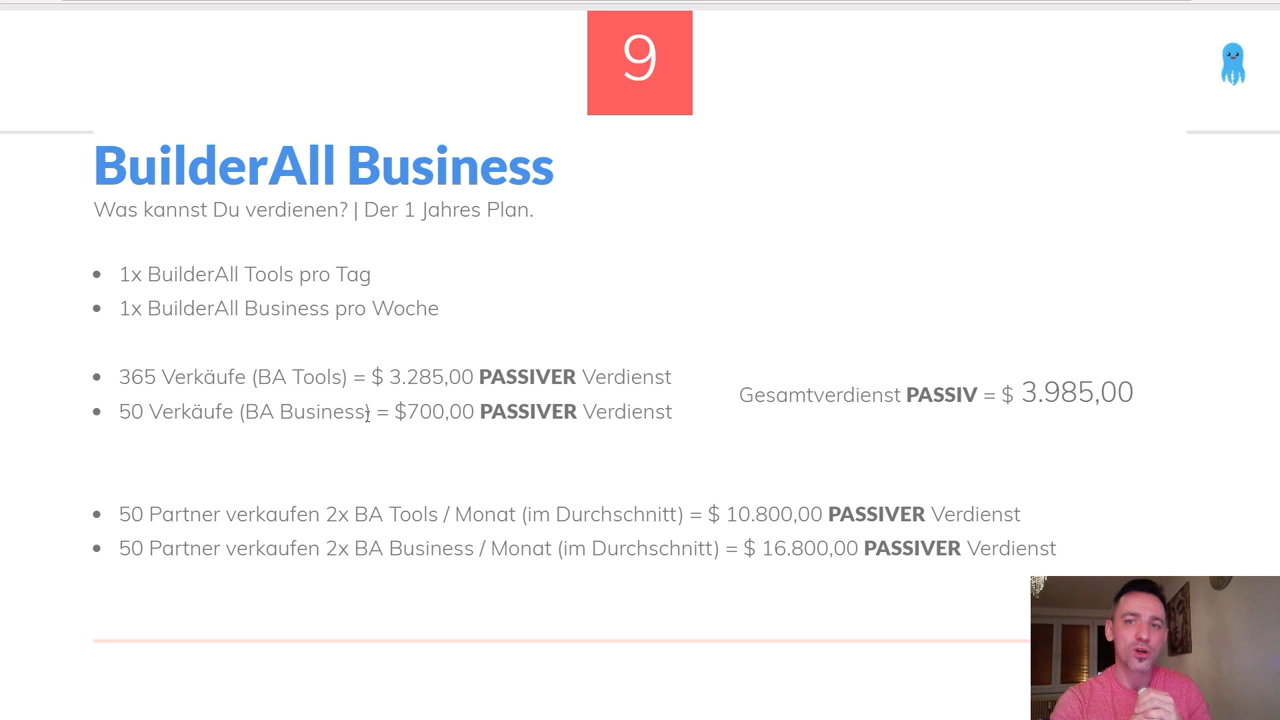 9
BuilderAll Business
Was kannst Du verdienen? | Der 1 Jahres Plan.
• 1x BuilderAll Tools pro Tag
• 1x BuilderAll Business pro Woche
• 365 Verkäufe (BA Tools) = $ 3.285,00 PASSIVER Verdienst
• 50 Verkäufe (BA Business) = $700,00 PASSIVER Verdienst
Gesamtverdienst PASSIV = $ 3.985,00
• 50 Partner verkaufen 2x BA Tools / Monat (im Durchschnitt) = $ 10.800,00 PASSIVER Verdienst
• 50 Partner verkaufen 2x BA Business / Monat (im Durchschnitt) = $ 16.800,00 PASSIVER Verdienst